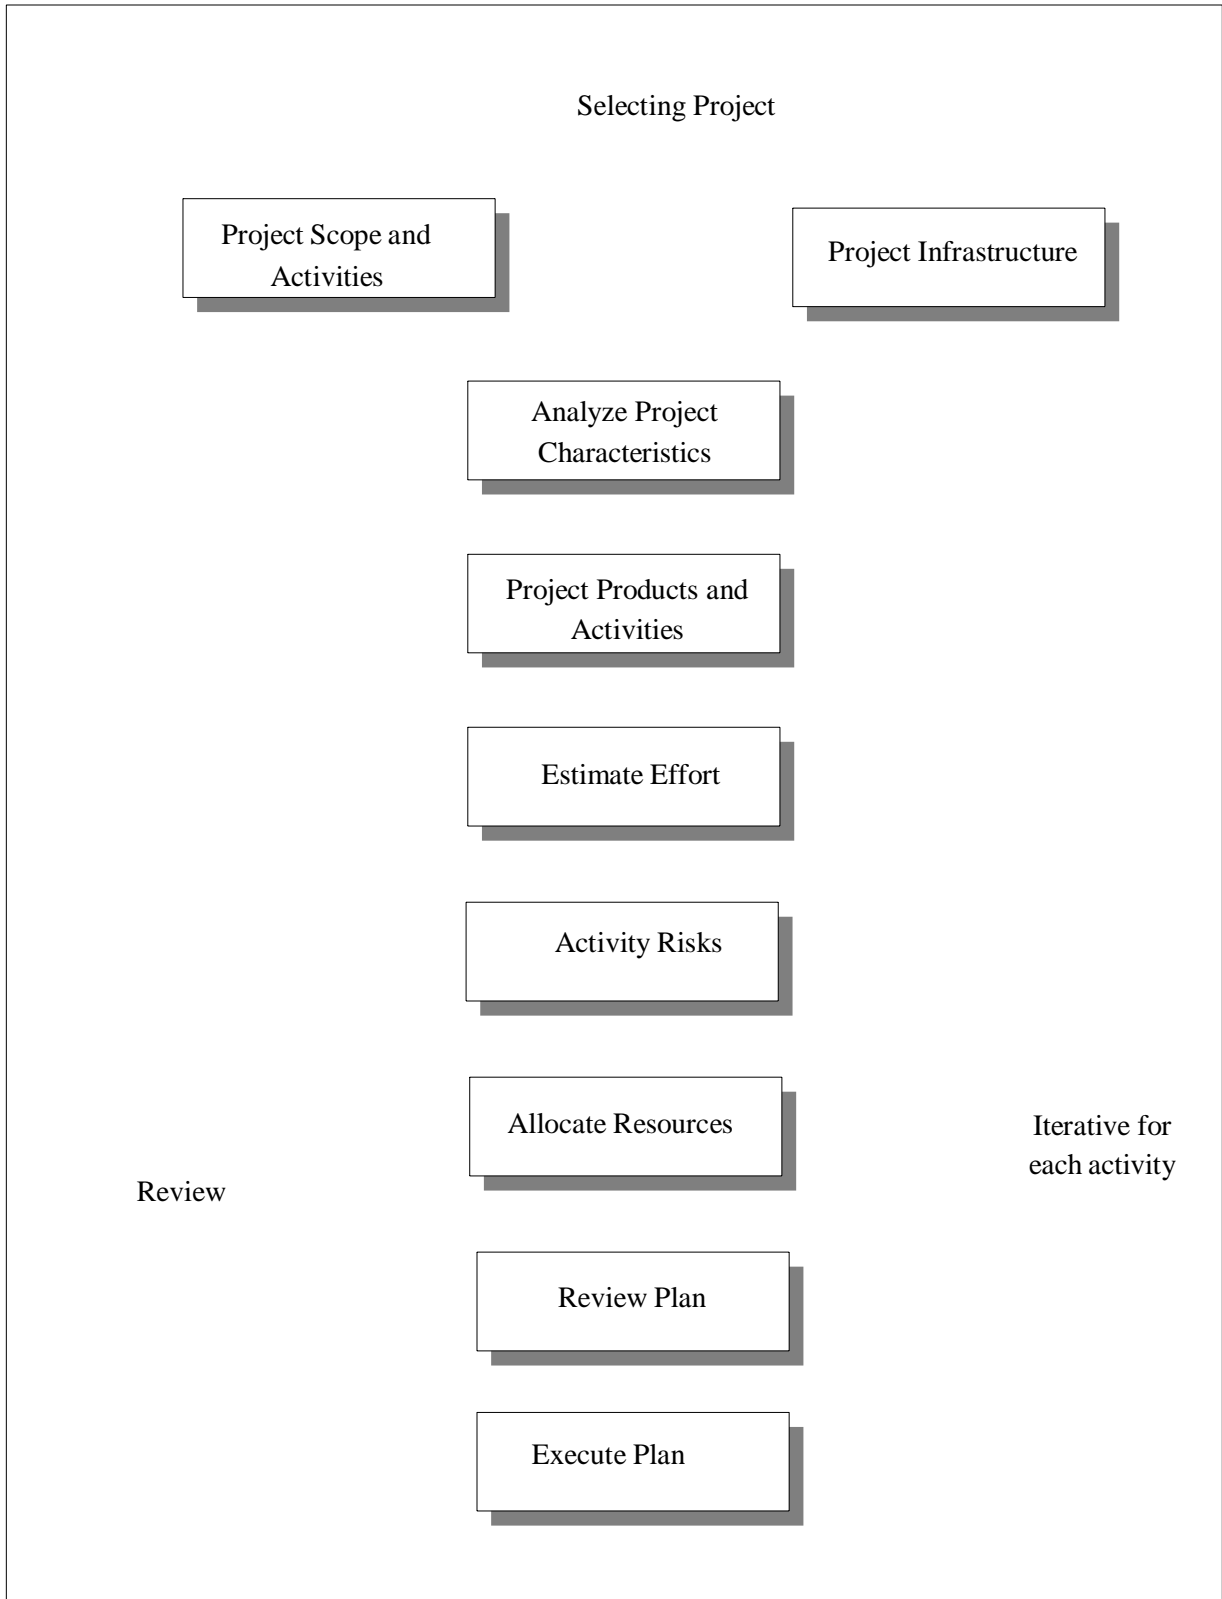 Selecting Project
Project Scope and
Activities
Project Infrastructure
Analyze Project
Characteristics
Project Products and
Activities
Estimate Effort
Activity Risks
Allocate Resources
Iterative for
each activity
Review
Review Plan
Execute Plan